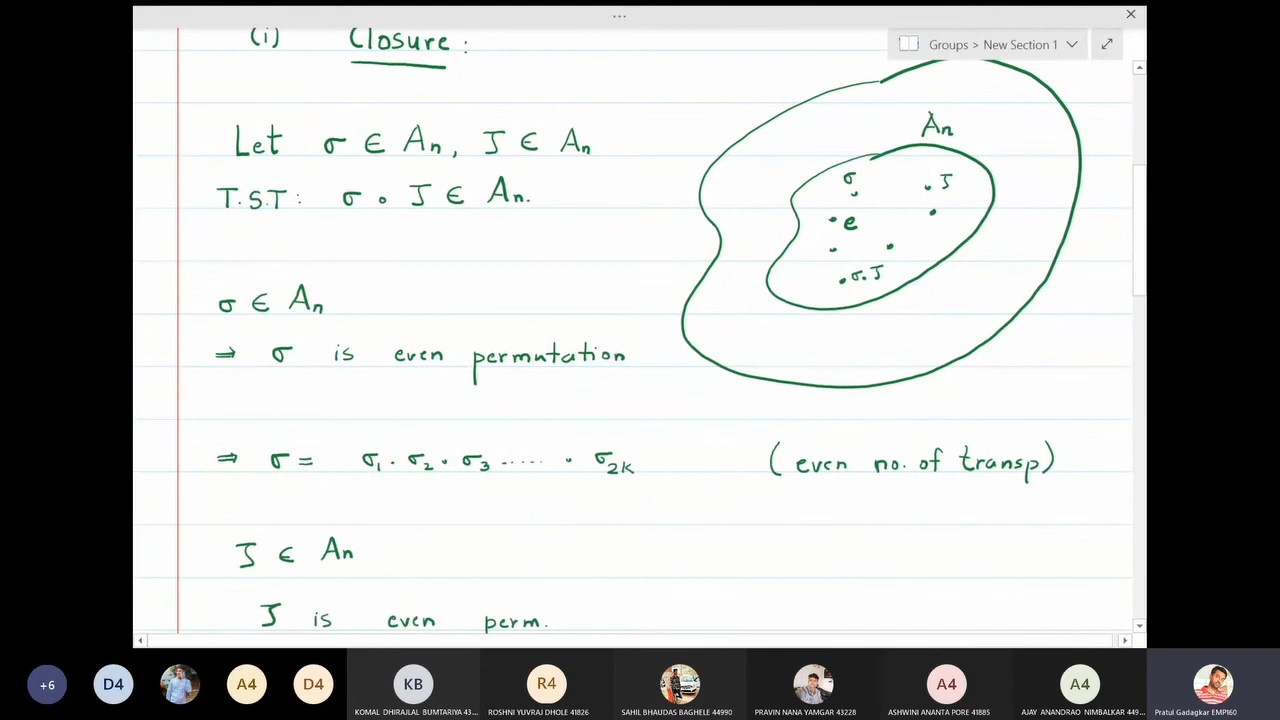 (i) Closure:
Groups > New Section 1
Let σ ∈ An, J ∈ An
T.S.T: σ • J ∈ An.
An
σ
J
e
σ.J
σ ∈ An
⇒ σ is even permutation
⇒ σ = σ1 . σ2 . σ3 ..... . σ2K (even no. of transp)
J ∈ An
J is even perm.
+6
D4
A4
D4
KB
R4
A4
A4
KOMAL DHIRAJLAL BUMTARIYA 43...
ROSHNI YUVRAJ DHOLE 41826
SAHIL BHAUDAS BAGHELE 44990
PRAVIN NANA YAMGAR 43228
ASHWINI ANANTA PORE 41885
AJAY ANANDRAO NIMBALKAR 449...
Pratul Gadagkar EMP160